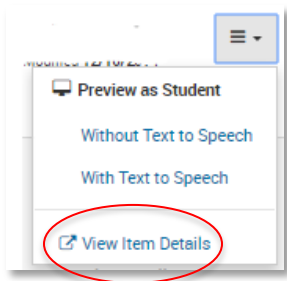 Preview as Student
Without Text to Speech
With Text to Speech
View Item Details